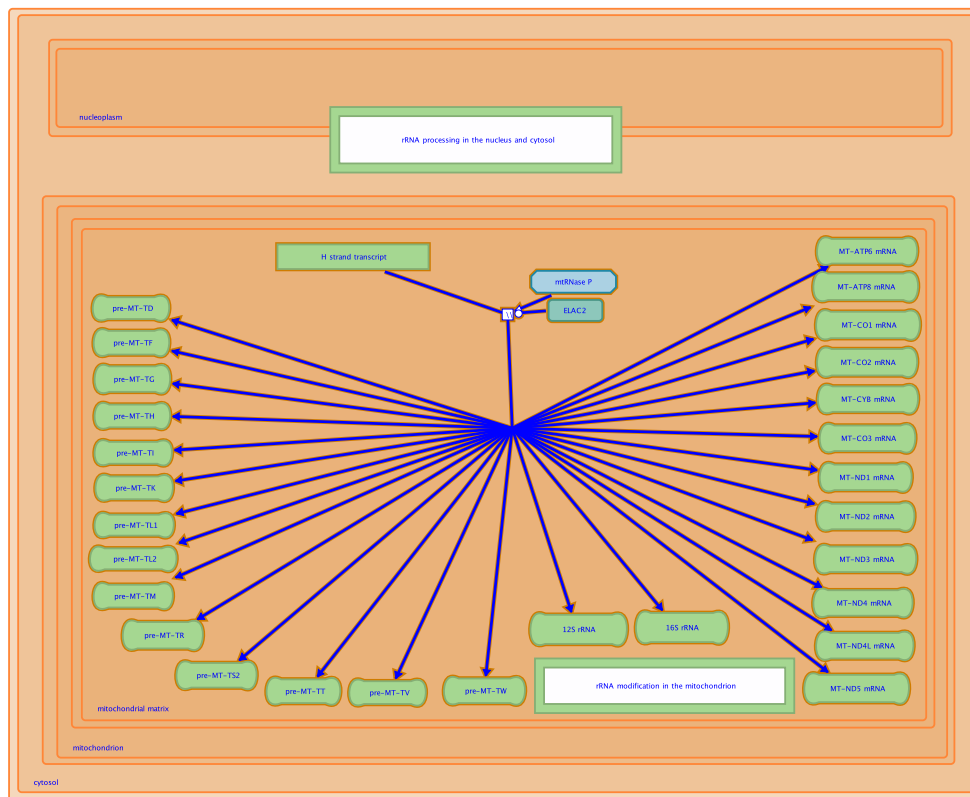 nucleoplasm
rRNA processing in the nucleus and cytosol
H strand transcript
mtRNase P
ELAC2
\\
pre-MT-TD
pre-MT-TF
pre-MT-TG
pre-MT-TH
pre-MT-TI
pre-MT-TK
pre-MT-TL1
pre-MT-TL2
pre-MT-TM
pre-MT-TR
pre-MT-TS2
pre-MT-TT
pre-MT-TV
pre-MT-TW
12S rRNA
16S rRNA
MT-ATP6 mRNA
MT-ATP8 mRNA
MT-CO1 mRNA
MT-CO2 mRNA
MT-CYB mRNA
MT-CO3 mRNA
MT-ND1 mRNA
MT-ND2 mRNA
MT-ND3 mRNA
MT-ND4 mRNA
MT-ND4L mRNA
MT-ND5 mRNA
rRNA modification in the mitochondrion
mitochondrial matrix
mitochondrion
cytosol